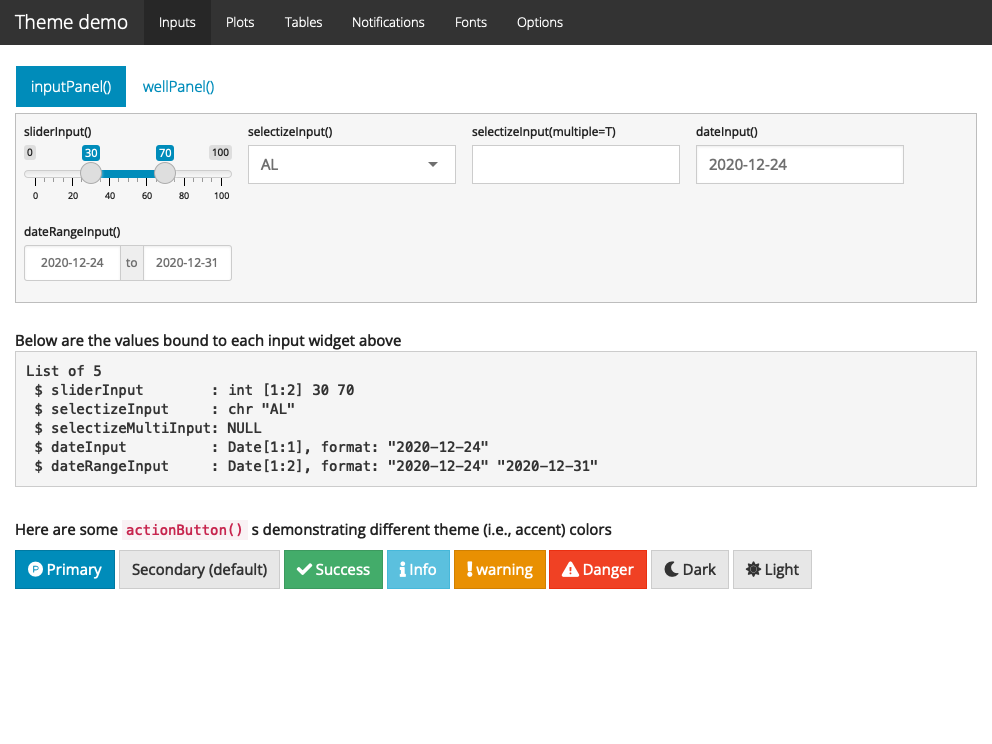 Theme demo Inputs Plots Tables Notifications Fonts Options
inputPanel() wellPanel()
sliderInput() selectizeInput() selectizeInput(multiple=T) dateInput()
0 30 70 100
AL 2020-12-24
0 20 40 60 80 100
dateRangeInput()
2020-12-24 to 2020-12-31
Below are the values bound to each input widget above
List of 5
 $ sliderInput        : int [1:2] 30 70
 $ selectizeInput     : chr "AL"
 $ selectizeMultiInput: NULL
 $ dateInput          : Date[1:1], format: "2020-12-24"
 $ dateRangeInput     : Date[1:2], format: "2020-12-24" "2020-12-31"
Here are some actionButton() s demonstrating different theme (i.e., accent) colors
Primary Secondary (default) Success Info warning Danger Dark Light